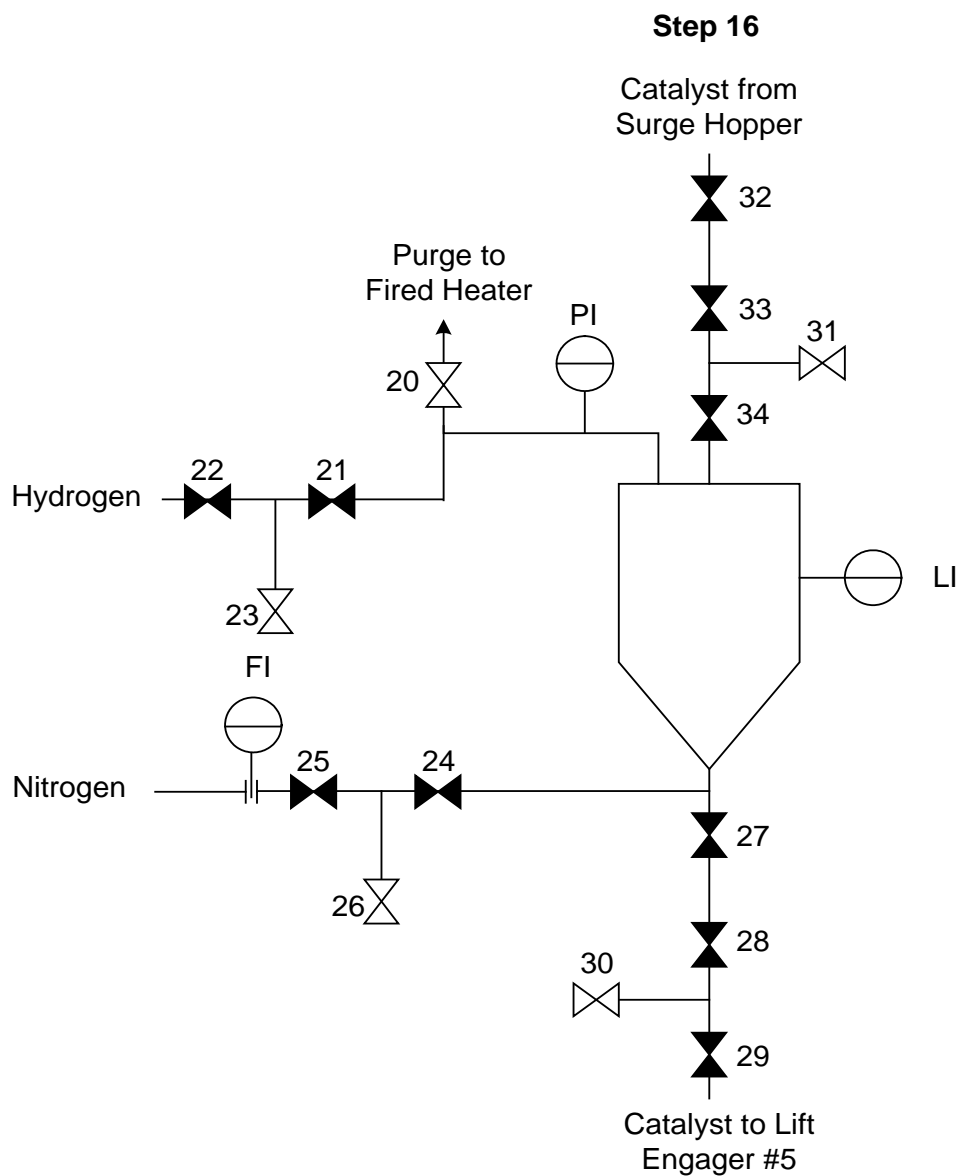 Step 16
Catalyst from
Surge Hopper
32
Purge to
Fired Heater
PI
33
31
20
34
22
21
Hydrogen
LI
23
FI
25
24
Nitrogen
27
26
28
30
29
Catalyst to Lift
Engager #5